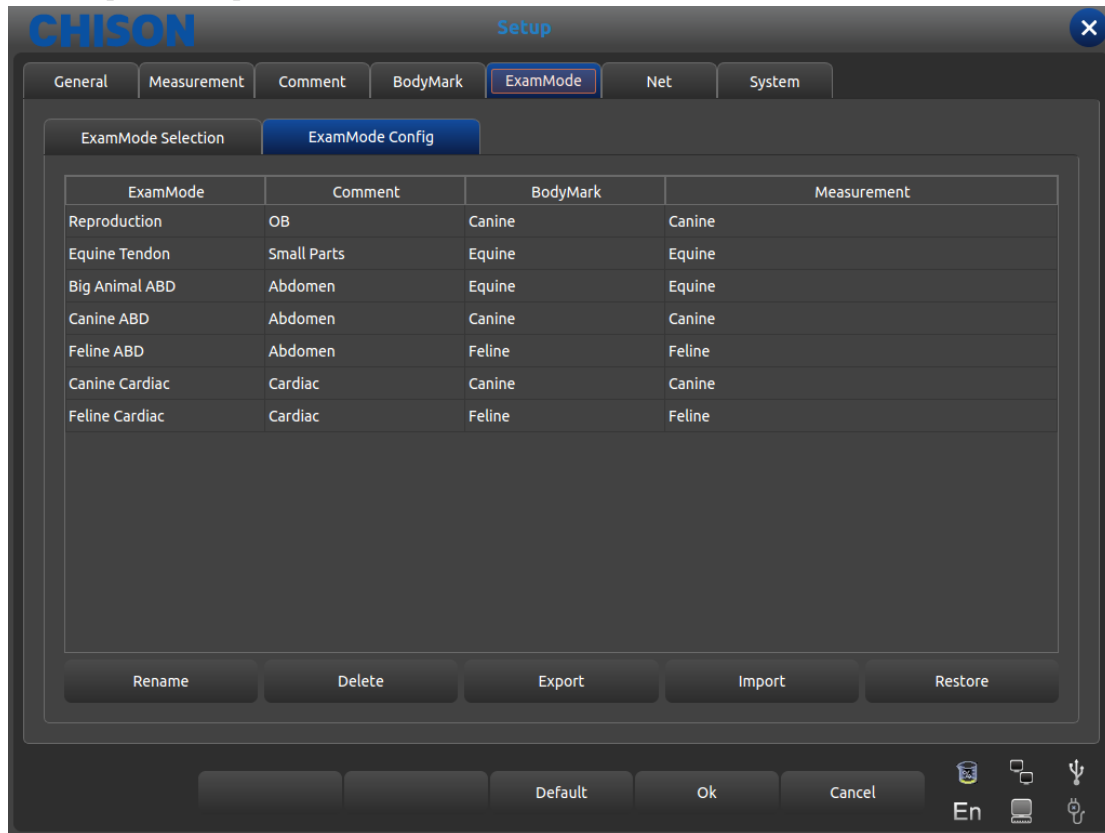 CHISON
Setup
General Measurement Comment BodyMark ExamMode Net System
ExamMode Selection ExamMode Config
ExamMode Comment BodyMark Measurement
Reproduction OB Canine Canine
Equine Tendon Small Parts Equine Equine
Big Animal ABD Abdomen Equine Equine
Canine ABD Abdomen Canine Canine
Feline ABD Abdomen Feline Feline
Canine Cardiac Cardiac Canine Canine
Feline Cardiac Cardiac Feline Feline
Rename Delete Export Import Restore
Default Ok Cancel
En